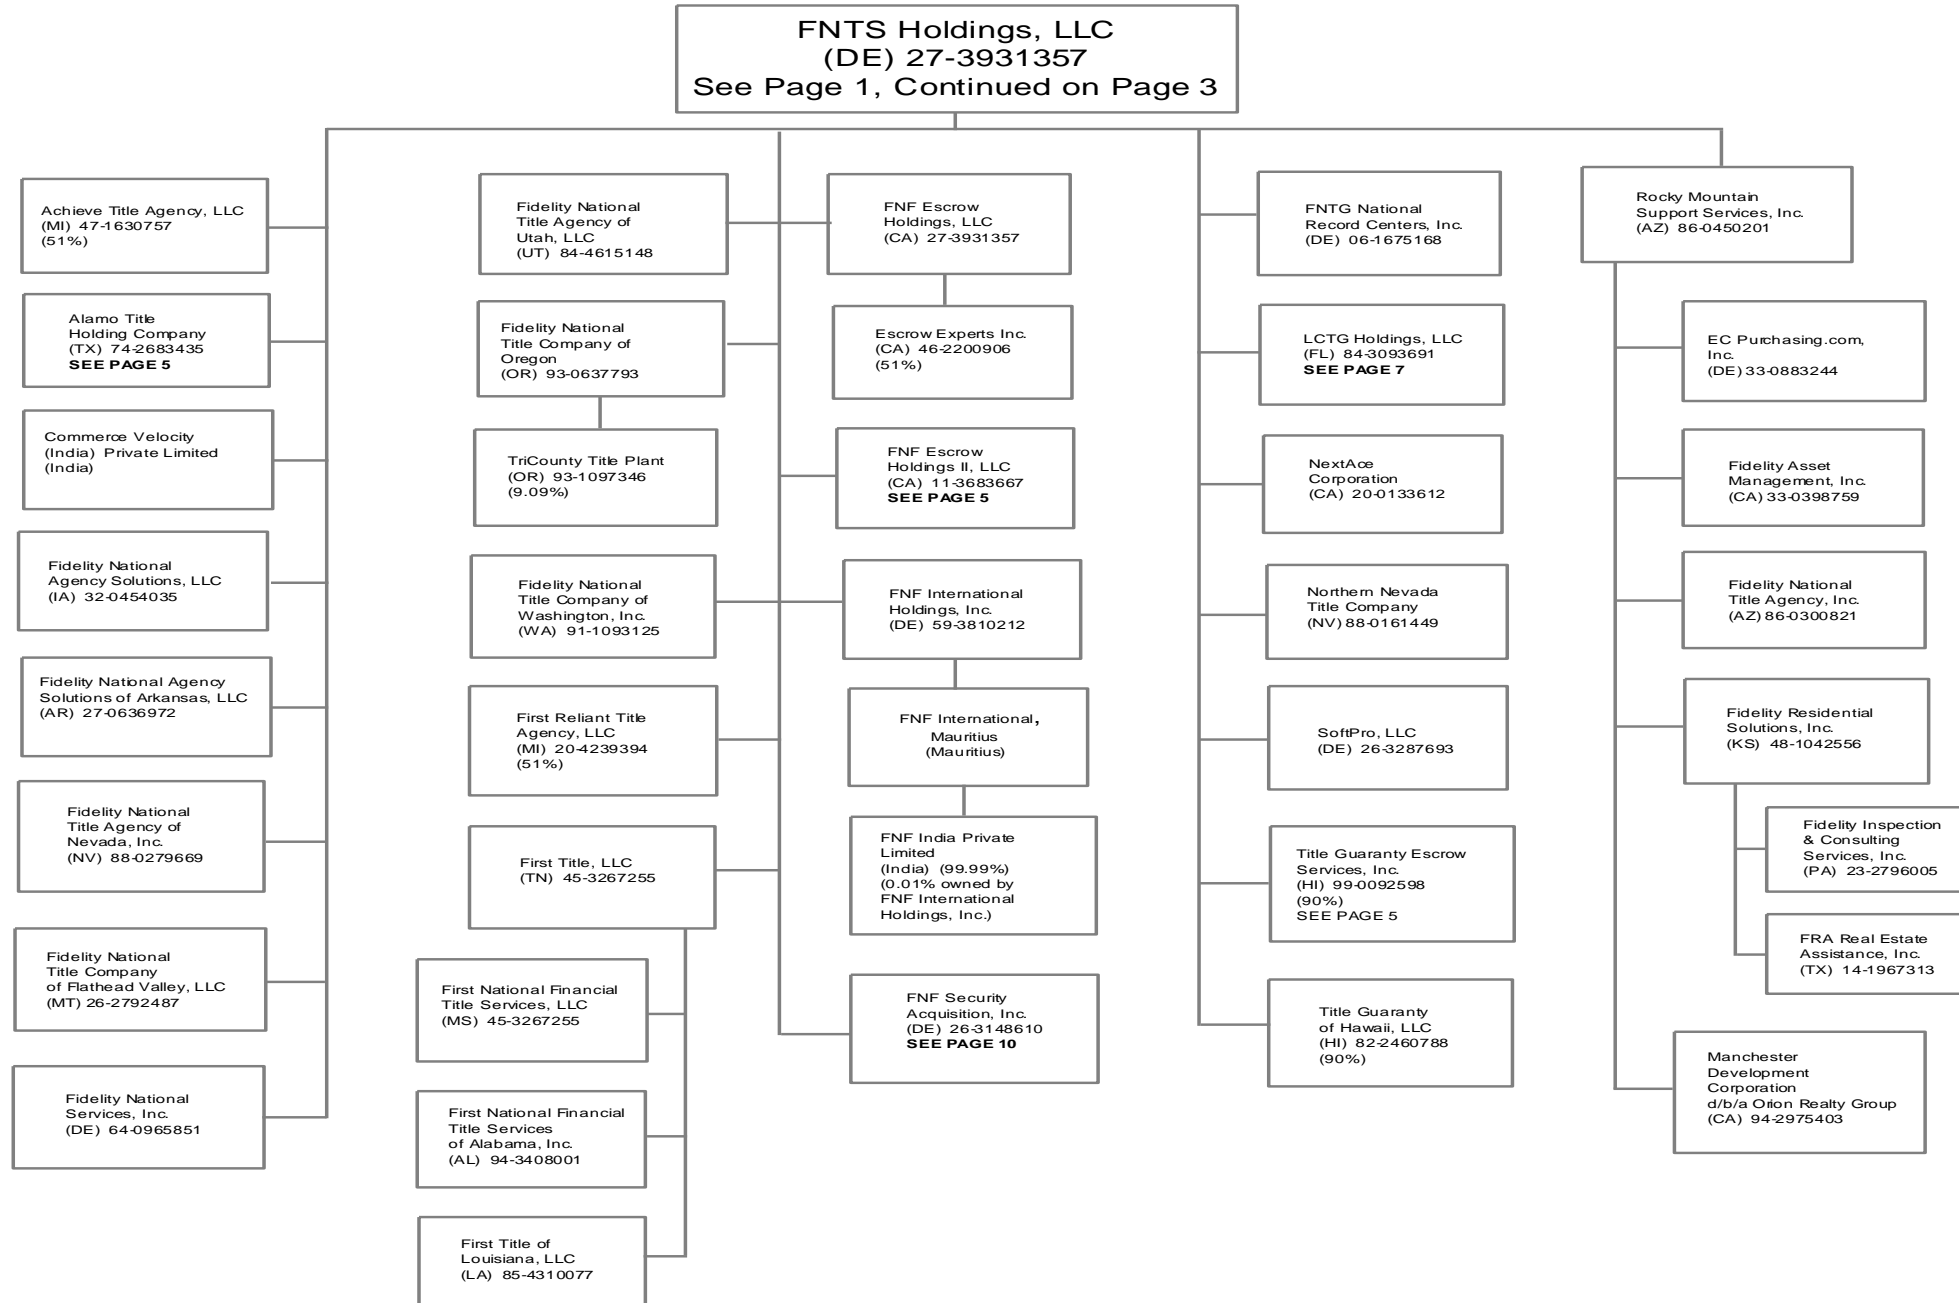 FNTS Holdings, LLC
(DE) 27-3931357
See Page 1, Continued on Page 3
Achieve Title Agency, LLC
(MI) 47-1630757
(51%)
Alamo Title
Holding Company
(TX) 74-2683435
SEE PAGE 5
Commerce Velocity
(India) Private Limited
(India)
Fidelity National
Agency Solutions, LLC
(IA) 32-0454035
Fidelity National Agency
Solutions of Arkansas, LLC
(AR) 27-0636972
Fidelity National
Title Agency of
Nevada, Inc.
(NV) 88-0279669
Fidelity National
Title Company
of Flathead Valley, LLC
(MT) 26-2792487
Fidelity National
Services, Inc.
(DE) 64-0965851
Fidelity National
Title Agency of
Utah, LLC
(UT) 84-4615148
Fidelity National
Title Company of
Oregon
(OR) 93-0637793
TriCounty Title Plant
(OR) 93-1097346
(9.09%)
Fidelity National
Title Company of
Washington, Inc.
(WA) 91-1093125
First Reliant Title
Agency, LLC
(MI) 20-4239394
(51%)
First Title, LLC
(TN) 45-3267255
First National Financial
Title Services, LLC
(MS) 45-3267255
First National Financial
Title Services
of Alabama, Inc.
(AL) 94-3408001
First Title of
Louisiana, LLC
(LA) 85-4310077
FNF Escrow
Holdings, LLC
(CA) 27-3931357
Escrow Experts Inc.
(CA) 46-2200906
(51%)
FNF Escrow
Holdings II, LLC
(CA) 11-3683667
SEE PAGE 5
FNF International
Holdings, Inc.
(DE) 59-3810212
FNF International,
Mauritius
(Mauritius)
FNF India Private
Limited
(India) (99.99%)
(0.01% owned by
FNF International
Holdings, Inc.)
FNF Security
Acquisition, Inc.
(DE) 26-3148610
SEE PAGE 10
FNTG National
Record Centers, Inc.
(DE) 06-1675168
LCTG Holdings, LLC
(FL) 84-3093691
SEE PAGE 7
NextAce
Corporation
(CA) 20-0133612
Northern Nevada
Title Company
(NV) 88-0161449
SoftPro, LLC
(DE) 26-3287693
Title Guaranty Escrow
Services, Inc.
(HI) 99-0092598
(90%)
SEE PAGE 5
Title Guaranty
of Hawaii, LLC
(HI) 82-2460788
(90%)
Rocky Mountain
Support Services, Inc.
(AZ) 86-0450201
EC Purchasing.com,
Inc.
(DE) 33-0883244
Fidelity Asset
Management, Inc.
(CA) 33-0398759
Fidelity National
Title Agency, Inc.
(AZ) 86-0300821
Fidelity Residential
Solutions, Inc.
(KS) 48-1042556
Fidelity Inspection
& Consulting
Services, Inc.
(PA) 23-2796005
FRA Real Estate
Assistance, Inc.
(TX) 14-1967313
Manchester
Development
Corporation
d/b/a Orion Realty Group
(CA) 94-2975403